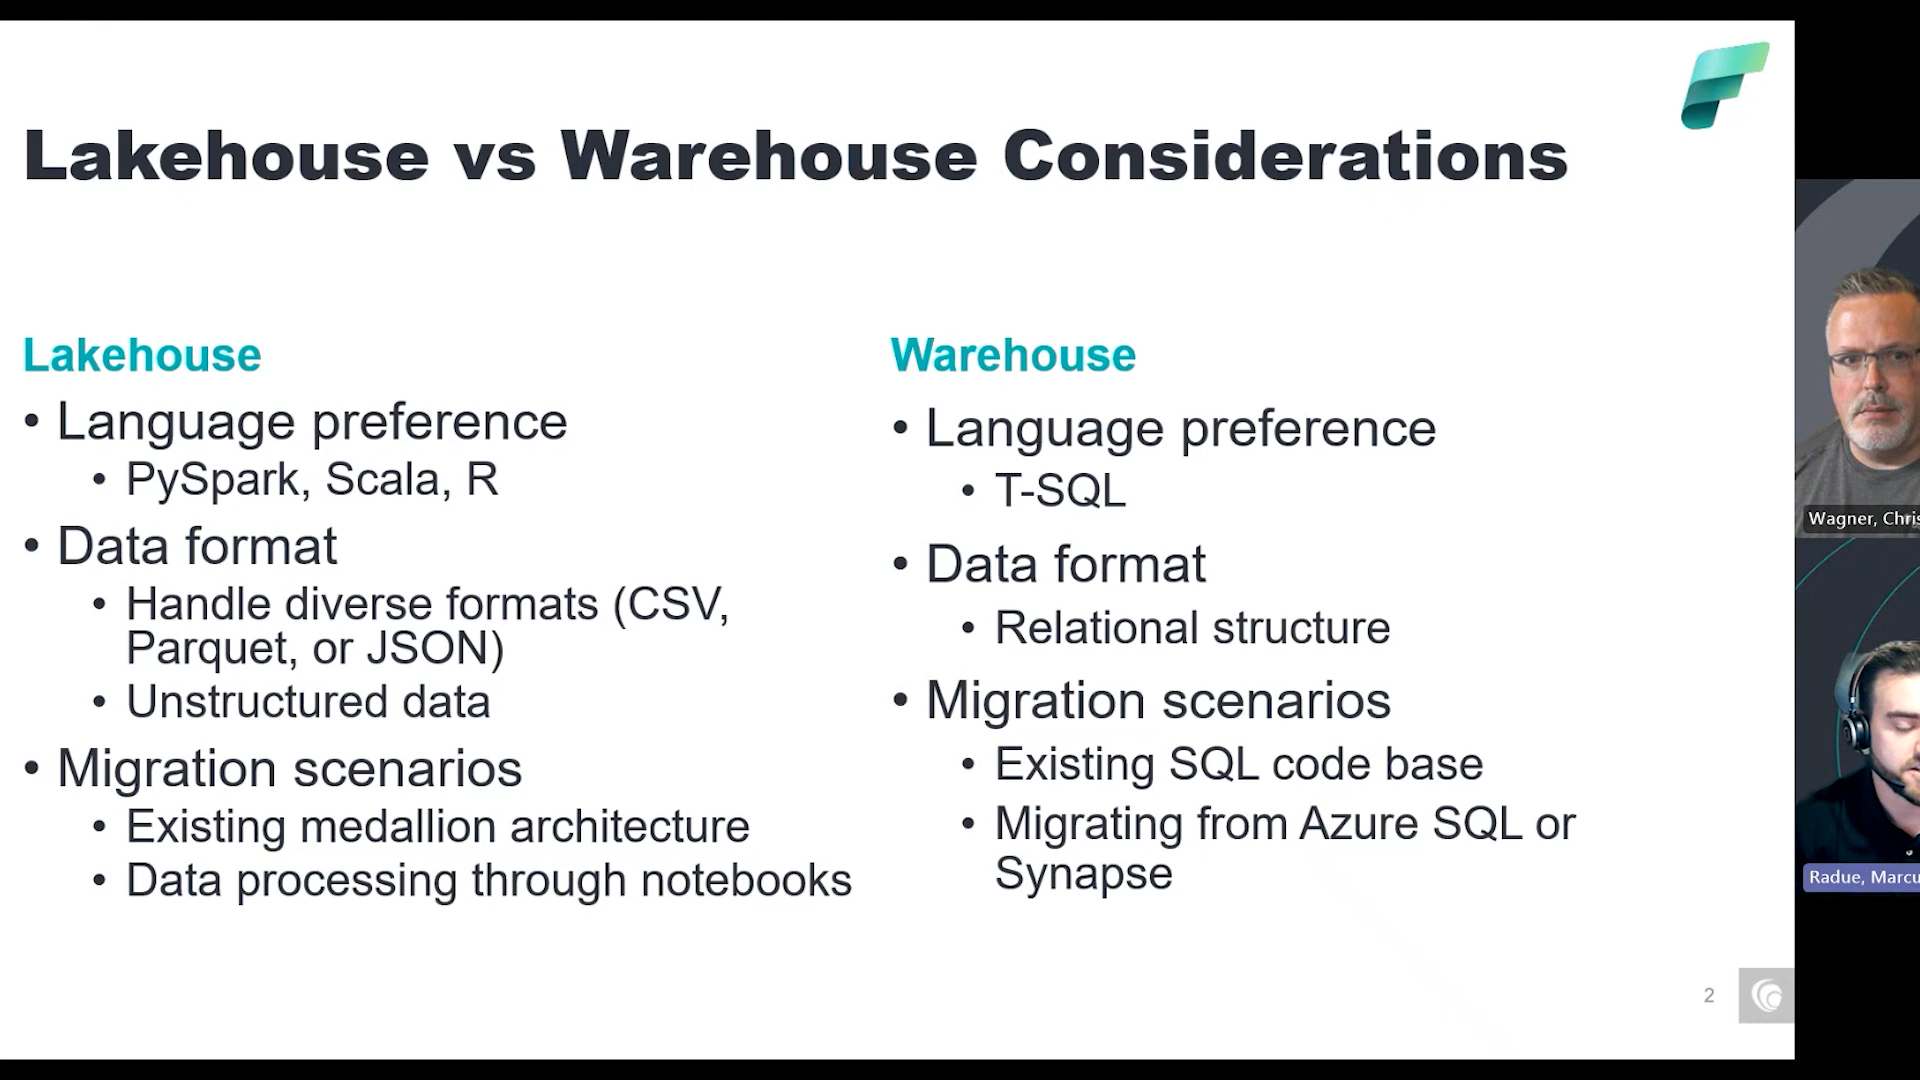 Lakehouse vs Warehouse Considerations
Lakehouse
• Language preference
• PySpark, Scala, R
• Data format
• Handle diverse formats (CSV,
Parquet, or JSON)
• Unstructured data
• Migration scenarios
• Existing medallion architecture
• Data processing through notebooks
Warehouse
• Language preference
• T-SQL
• Data format
• Relational structure
• Migration scenarios
• Existing SQL code base
• Migrating from Azure SQL or
Synapse
2
Wagner, Chris
Radue, Marcu